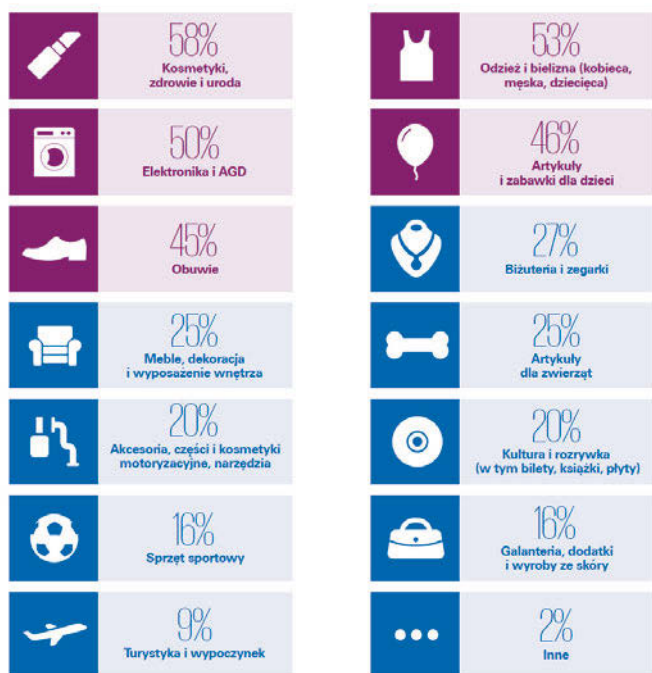 58%
Kosmetyki,
zdrowie i uroda
53%
Odzież i bielizna (kobieca,
męska, dziecięca)
50%
Elektronika i AGD
46%
Artykuły
i zabawki dla dzieci
45%
Obuwie
27%
Biżuteria i zegarki
25%
Meble, dekoracja
i wyposażenie wnętrza
25%
Artykuły
dla zwierząt
20%
Akcesoria, części i kosmetyki
motoryzacyjne, narzędzia
20%
Kultura i rozrywka
(w tym bilety, książki, płyty)
16%
Sprzęt sportowy
16%
Galanteria, dodatki
i wyroby ze skóry
9%
Turystyka i wypoczynek
2%
Inne